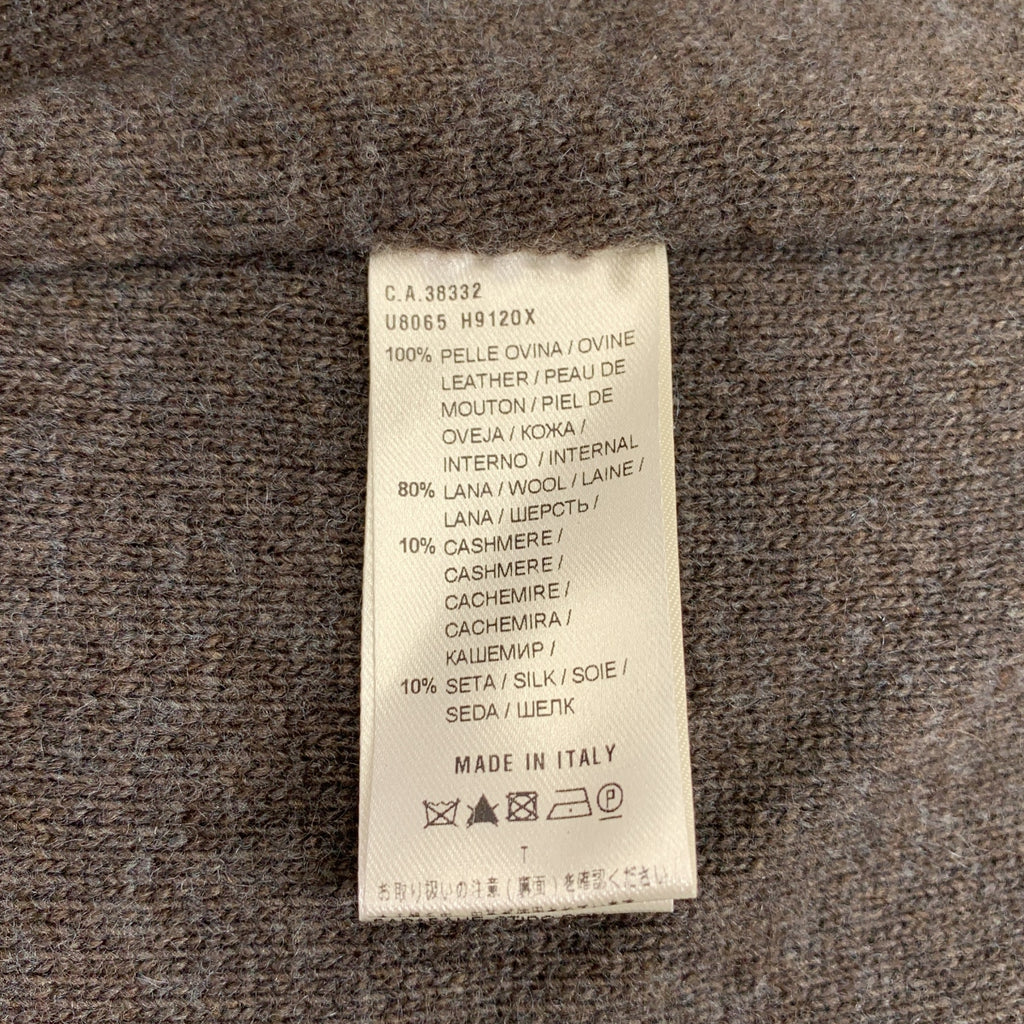 C.A.38332
U8065 H9120X
100% PELLE OVINA / OVINE
LEATHER / PEAU DE
MOUTON / PIEL DE
OVEJA / КОЖА /
INTERNO / INTERNAL
80% LANA / WOOL / LAINE /
LANA / ШЕРСТЬ /
10% CASHMERE /
CASHMERE /
CACHEMIRE /
CACHEMIRA /
КАШЕМИР /
10% SETA / SILK / SOIE /
SEDA / ШЕЛК
MADE IN ITALY
P
T
お取り扱いの注意(裏面)を確認ください